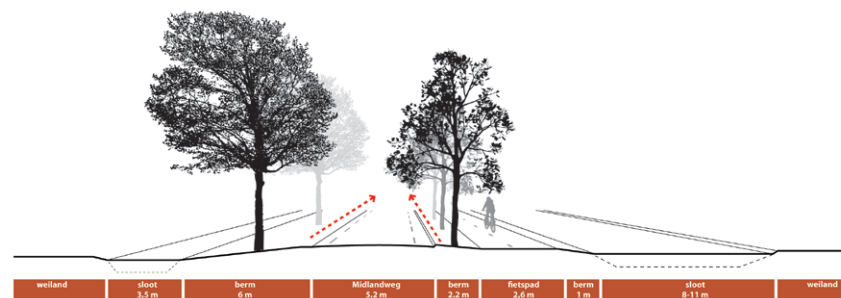 weiland
sloot
3,5 m
berm
6 m
Midlandweg
5.2 m
berm
2.2 m
fietspad
2,6 m
berm
1 m
sloot
8-11 m
weiland